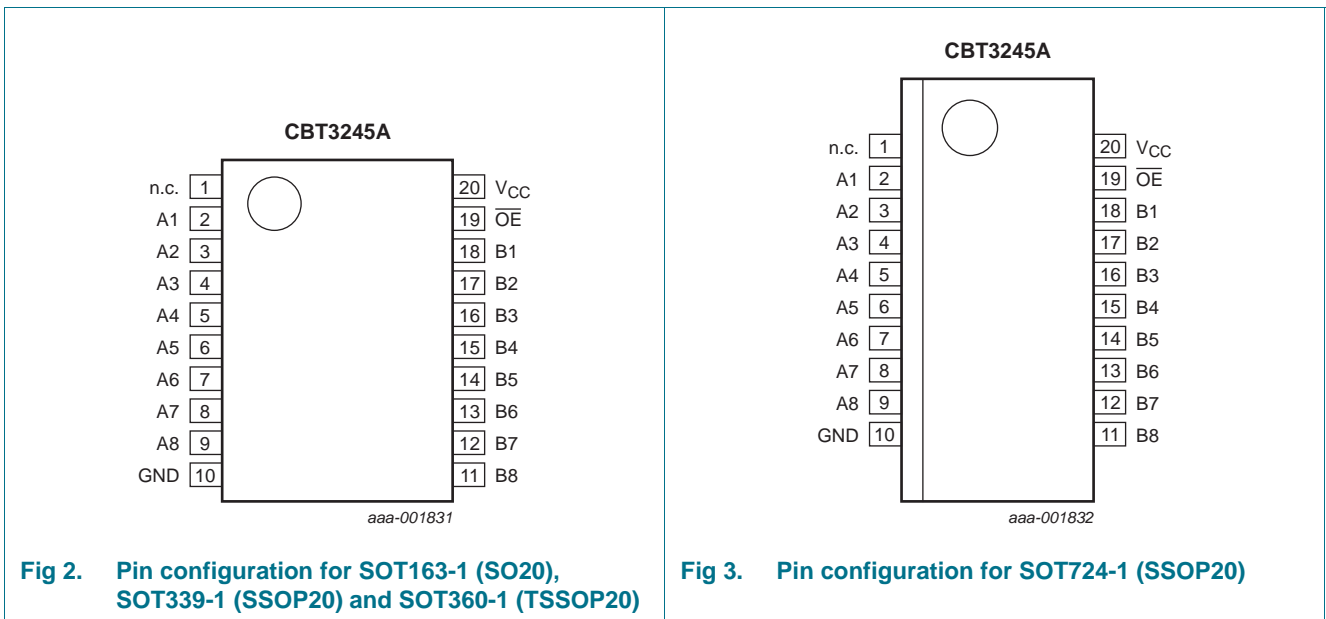 CBT3245A
n.c. 1
A1 2
A2 3
A3 4
A4 5
A5 6
A6 7
A7 8
A8 9
GND 10
20 VCC
19 O̅E̅
18 B1
17 B2
16 B3
15 B4
14 B5
13 B6
12 B7
11 B8
aaa-001831
Fig 2. Pin configuration for SOT163-1 (SO20),
SOT339-1 (SSOP20) and SOT360-1 (TSSOP20)
CBT3245A
n.c. 1
A1 2
A2 3
A3 4
A4 5
A5 6
A6 7
A7 8
A8 9
GND 10
20 VCC
19 O̅E̅
18 B1
17 B2
16 B3
15 B4
14 B5
13 B6
12 B7
11 B8
aaa-001832
Fig 3. Pin configuration for SOT724-1 (SSOP20)